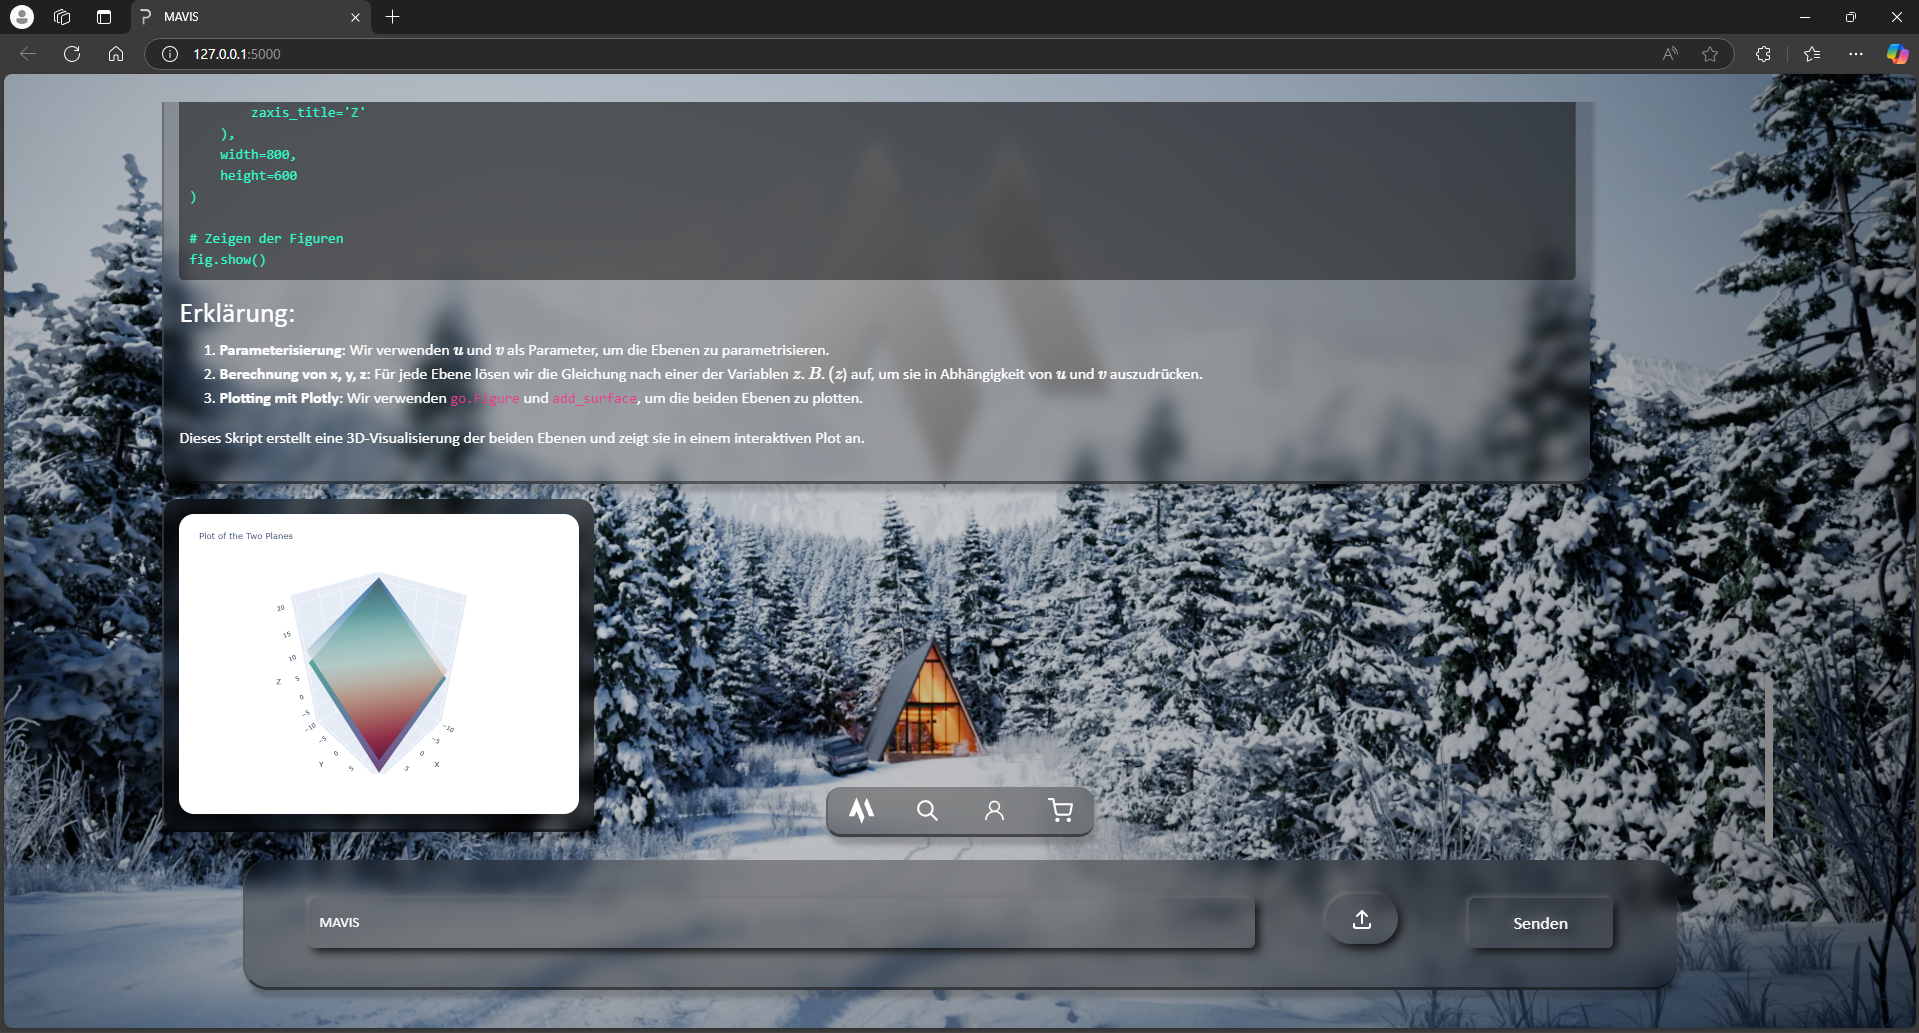 MAVIS
127.0.0.1:5000
zaxis_title='Z'
),
width=800,
height=600
)
# Zeigen der Figuren
fig.show()
Erklärung:
1. Parameterisierung: Wir verwenden u und v als Parameter, um die Ebenen zu parametrisieren.
2. Berechnung von x, y, z: Für jede Ebene lösen wir die Gleichung nach einer der Variablen z. B. (z) auf, um sie in Abhängigkeit von u und v auszudrücken.
3. Plotting mit Plotly: Wir verwenden go.Figure und add_surface, um die beiden Ebenen zu plotten.
Dieses Skript erstellt eine 3D-Visualisierung der beiden Ebenen und zeigt sie in einem interaktiven Plot an.
Plot of the Two Planes
20
15
10
Z
5
0
−5
−10
−5
0
Y
5
−10
−5
0
X
5
MAVIS
Senden